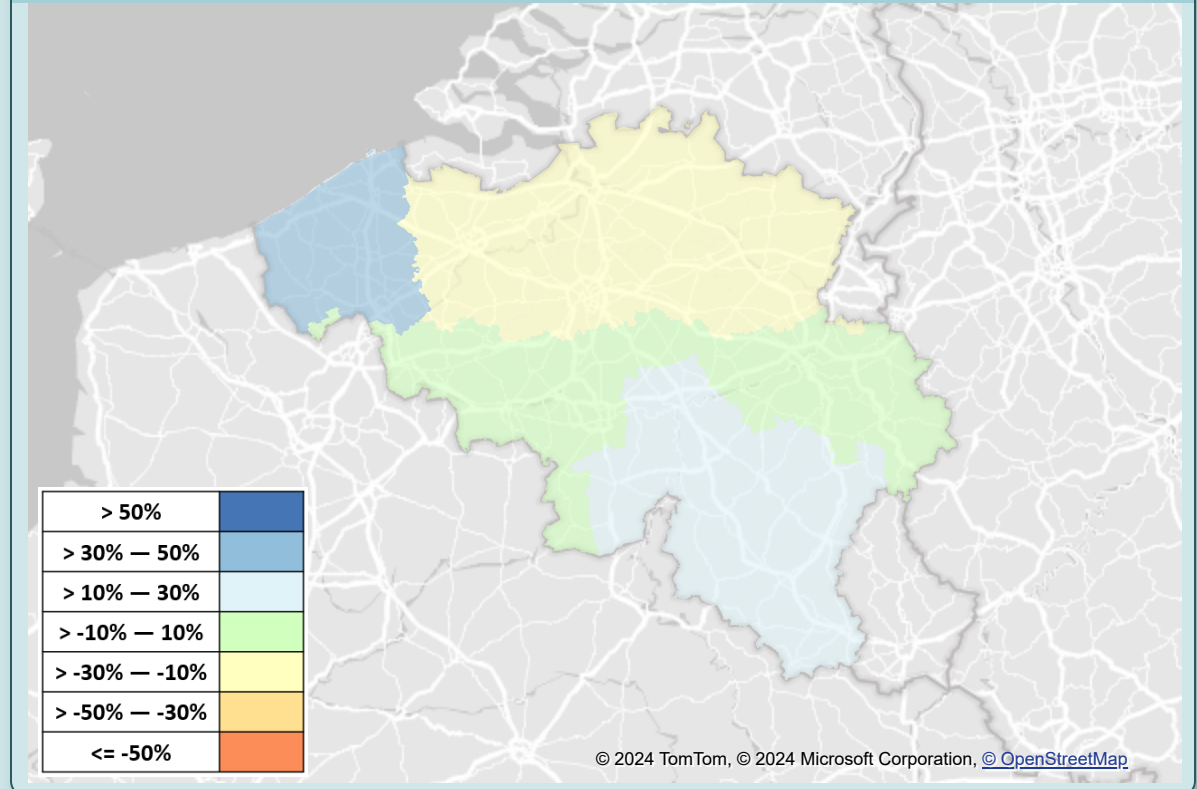 > 50%
> 30% — 50%
> 10% — 30%
> -10% — 10%
> -30% — -10%
> -50% — -30%
<= -50%
© 2024 TomTom, © 2024 Microsoft Corporation, © OpenStreetMap